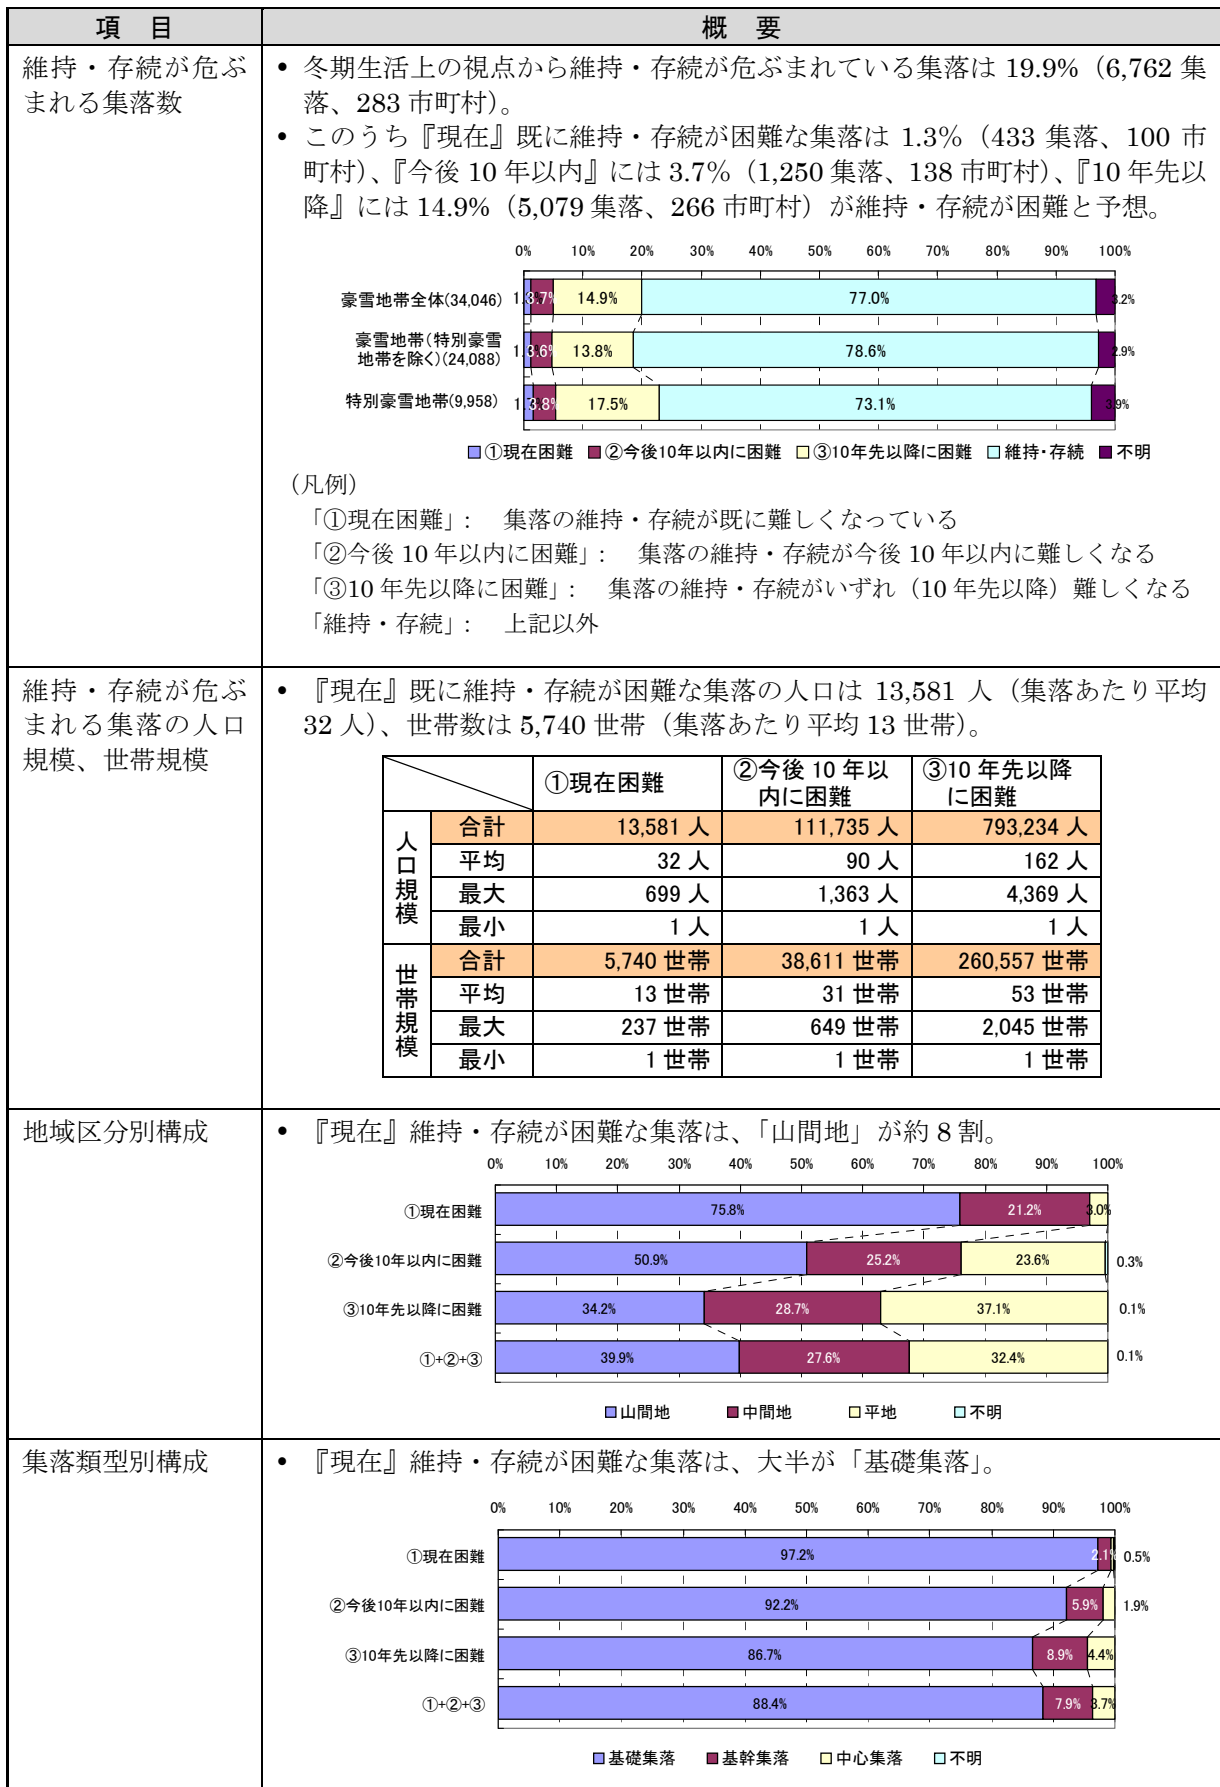 項　目
概　要
維持・存続が危ぶ
まれる集落数
• 冬期生活上の視点から維持・存続が危ぶまれている集落は 19.9%（6,762 集
落、283 市町村）。
• このうち『現在』既に維持・存続が困難な集落は 1.3%（433 集落、100 市
町村）、『今後 10 年以内』には 3.7%（1,250 集落、138 市町村）、『10 年先以
降』には 14.9%（5,079 集落、266 市町村）が維持・存続が困難と予想。
0% 10% 20% 30% 40% 50% 60% 70% 80% 90% 100%
豪雪地帯全体(34,046) 3.7% 14.9% 77.0% 3.2%
豪雪地帯(特別豪雪
地帯を除く)(24,088) 3.6% 13.8% 78.6% 2.9%
特別豪雪地帯(9,958) 3.8% 17.5% 73.1% 3.9%
①現在困難 ②今後10年以内に困難 ③10年先以降に困難 維持・存続 不明
（凡例）
「①現在困難」:　集落の維持・存続が既に難しくなっている
「②今後 10 年以内に困難」:　集落の維持・存続が今後 10 年以内に難しくなる
「③10 年先以降に困難」:　集落の維持・存続がいずれ（10 年先以降）難しくなる
「維持・存続」:　上記以外
維持・存続が危ぶ
まれる集落の人口
規模、世帯規模
• 『現在』既に維持・存続が困難な集落の人口は 13,581 人（集落あたり平均
32 人）、世帯数は 5,740 世帯（集落あたり平均 13 世帯）。
①現在困難 ②今後 10 年以 ③10 年先以降
内に困難 に困難
人口規模
合計 13,581 人 111,735 人 793,234 人
平均 32 人 90 人 162 人
最大 699 人 1,363 人 4,369 人
最小 1 人 1 人 1 人
世帯規模
合計 5,740 世帯 38,611 世帯 260,557 世帯
平均 13 世帯 31 世帯 53 世帯
最大 237 世帯 649 世帯 2,045 世帯
最小 1 世帯 1 世帯 1 世帯
地域区分別構成
• 『現在』維持・存続が困難な集落は、「山間地」が約 8 割。
0% 10% 20% 30% 40% 50% 60% 70% 80% 90% 100%
①現在困難 75.8% 21.2% 3.0%
②今後10年以内に困難 50.9% 25.2% 23.6% 0.3%
③10年先以降に困難 34.2% 28.7% 37.1% 0.1%
①+②+③ 39.9% 27.6% 32.4% 0.1%
山間地 中間地 平地 不明
集落類型別構成
• 『現在』維持・存続が困難な集落は、大半が「基礎集落」。
0% 10% 20% 30% 40% 50% 60% 70% 80% 90% 100%
①現在困難 97.2% 2.1% 0.5%
②今後10年以内に困難 92.2% 5.9% 1.9%
③10年先以降に困難 86.7% 8.9% 4.4%
①+②+③ 88.4% 7.9% 3.7%
基礎集落 基幹集落 中心集落 不明